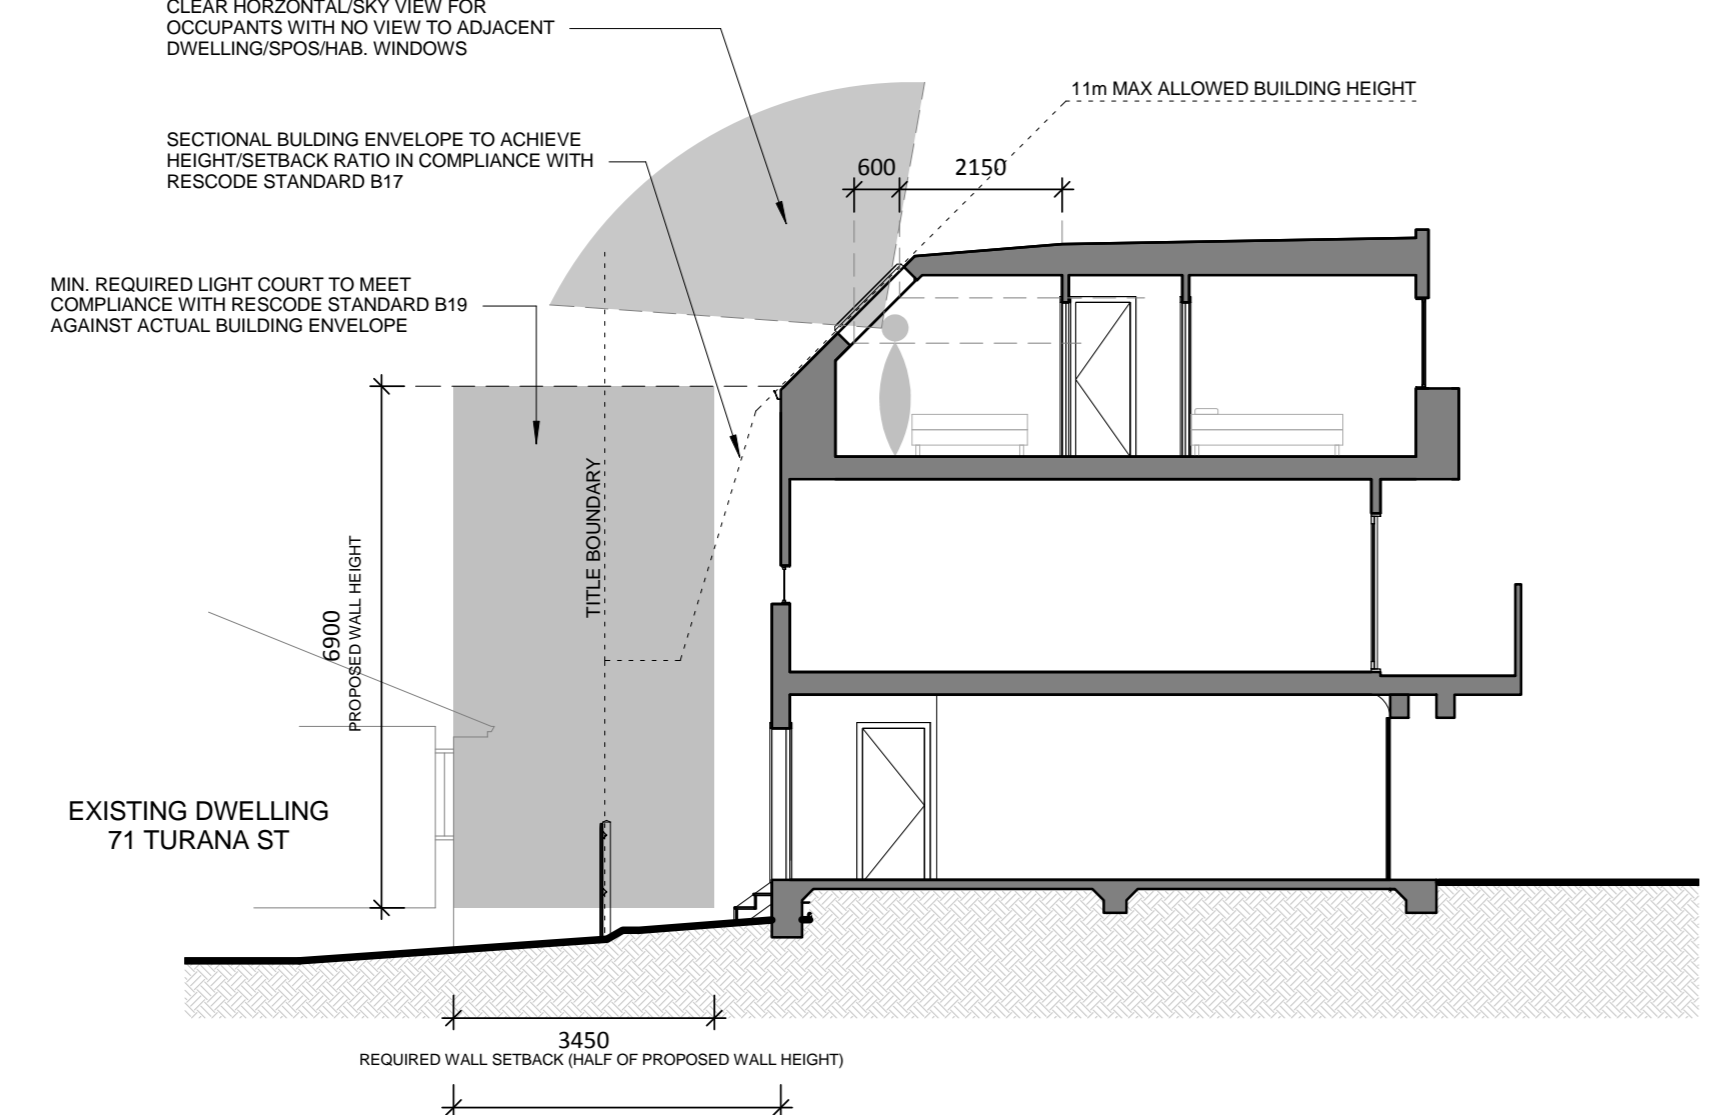 CLEAR HORZONTAL/SKY VIEW FOR
OCCUPANTS WITH NO VIEW TO ADJACENT
DWELLING/SPOS/HAB. WINDOWS
11m MAX ALLOWED BUILDING HEIGHT
SECTIONAL BULDING ENVELOPE TO ACHIEVE
HEIGHT/SETBACK RATIO IN COMPLIANCE WITH
RESCODE STANDARD B17
600
2150
MIN. REQUIRED LIGHT COURT TO MEET
COMPLIANCE WITH RESCODE STANDARD B19
AGAINST ACTUAL BUILDING ENVELOPE
TITLE BOUNDARY
6900
PROPOSED WALL HEIGHT
EXISTING DWELLING
71 TURANA ST
3450
REQUIRED WALL SETBACK (HALF OF PROPOSED WALL HEIGHT)